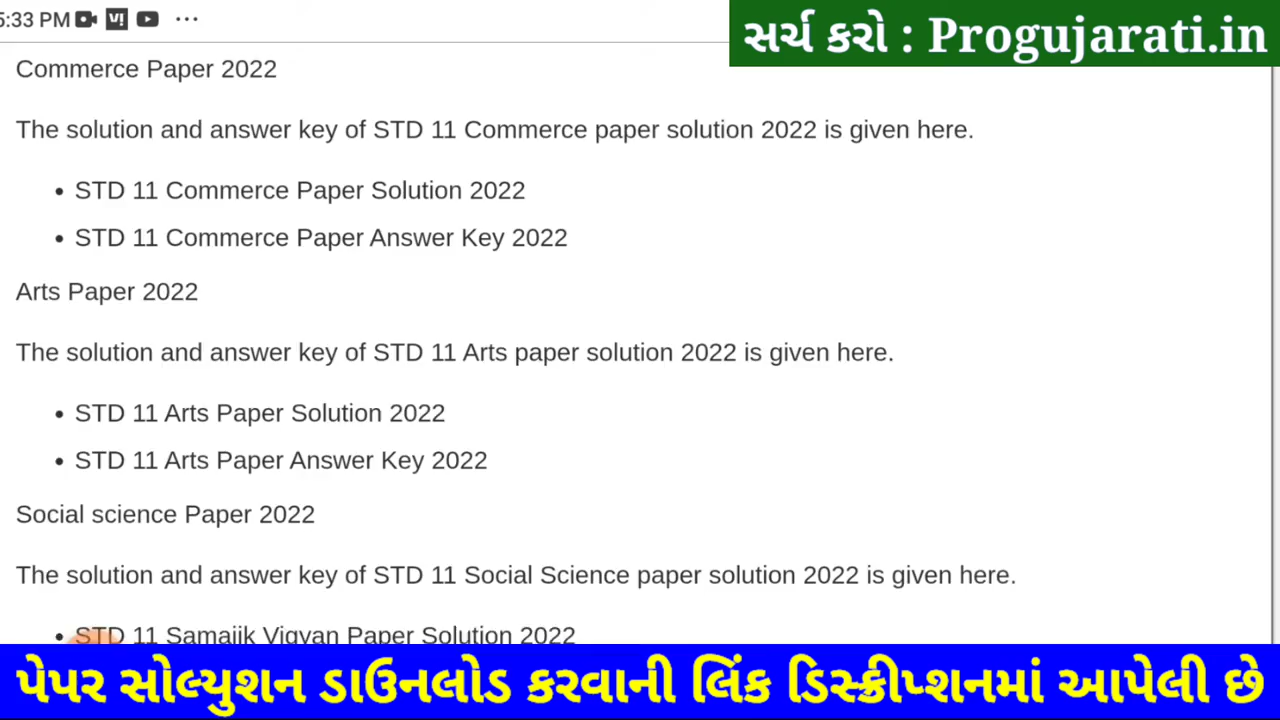 5:33 PM
સર્ચ કરો : Progujarati.in
Commerce Paper 2022
The solution and answer key of STD 11 Commerce paper solution 2022 is given here.
• STD 11 Commerce Paper Solution 2022
• STD 11 Commerce Paper Answer Key 2022
Arts Paper 2022
The solution and answer key of STD 11 Arts paper solution 2022 is given here.
• STD 11 Arts Paper Solution 2022
• STD 11 Arts Paper Answer Key 2022
Social science Paper 2022
The solution and answer key of STD 11 Social Science paper solution 2022 is given here.
• STD 11 Samajik Vigyan Paper Solution 2022
પેપર સોલ્યુશન ડાઉનલોડ કરવાની લિંક ડિસ્ક્રીપ્શનમાં આપેલી છે